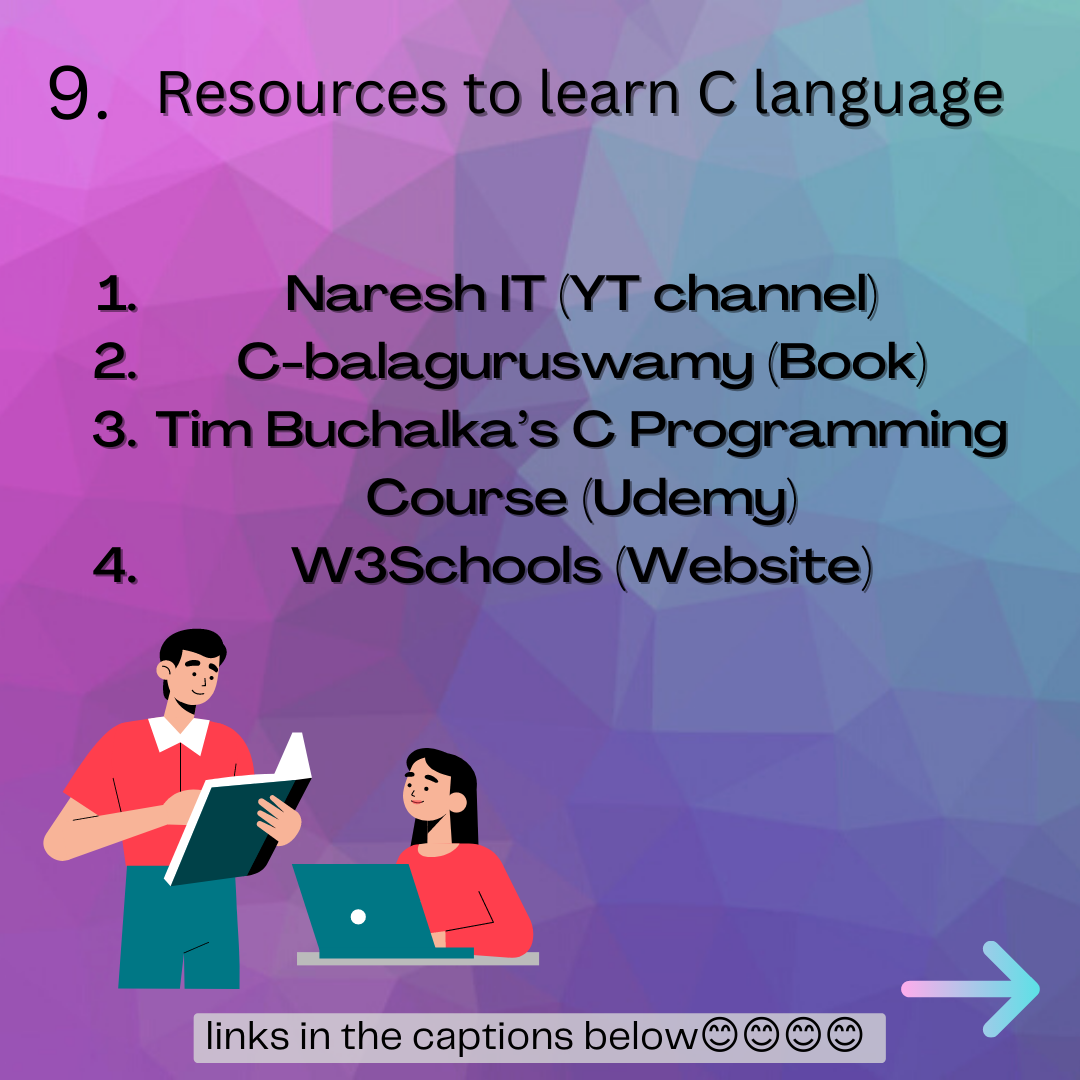 9. Resources to learn C language
1. Naresh IT (YT channel)
2. C-balaguruswamy (Book)
3. Tim Buchalka’s C Programming
Course (Udemy)
4. W3Schools (Website)
links in the captions below😊😊😊😊